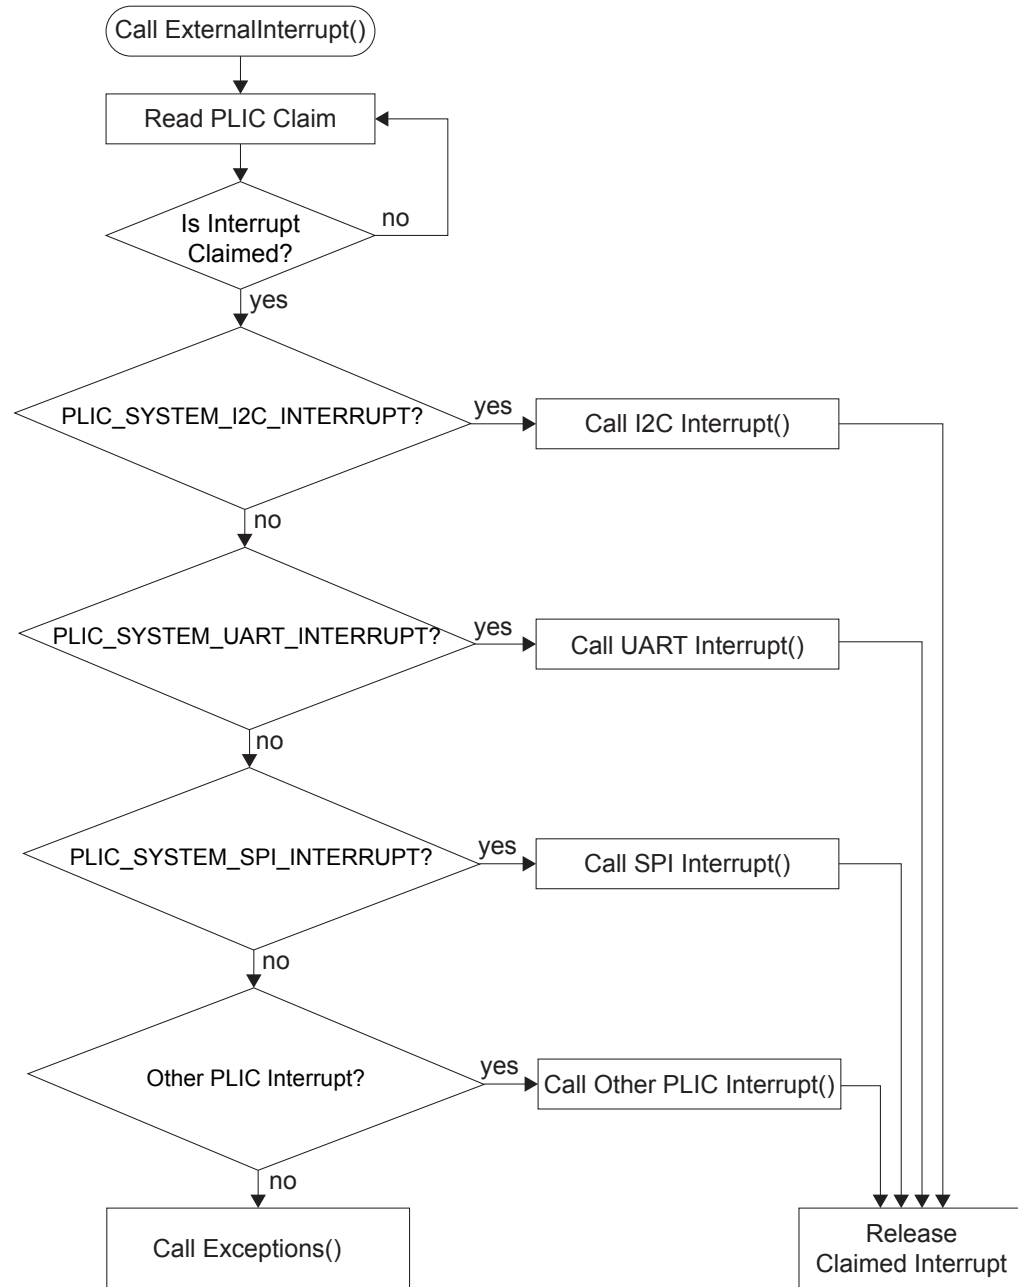 Call ExternalInterrupt()
Read PLIC Claim
Is Interrupt
Claimed?
no
yes
PLIC_SYSTEM_I2C_INTERRUPT?
yes
Call I2C Interrupt()
no
PLIC_SYSTEM_UART_INTERRUPT?
yes
Call UART Interrupt()
no
PLIC_SYSTEM_SPI_INTERRUPT?
yes
Call SPI Interrupt()
no
Other PLIC Interrupt?
yes
Call Other PLIC Interrupt()
no
Call Exceptions()
Release
Claimed Interrupt